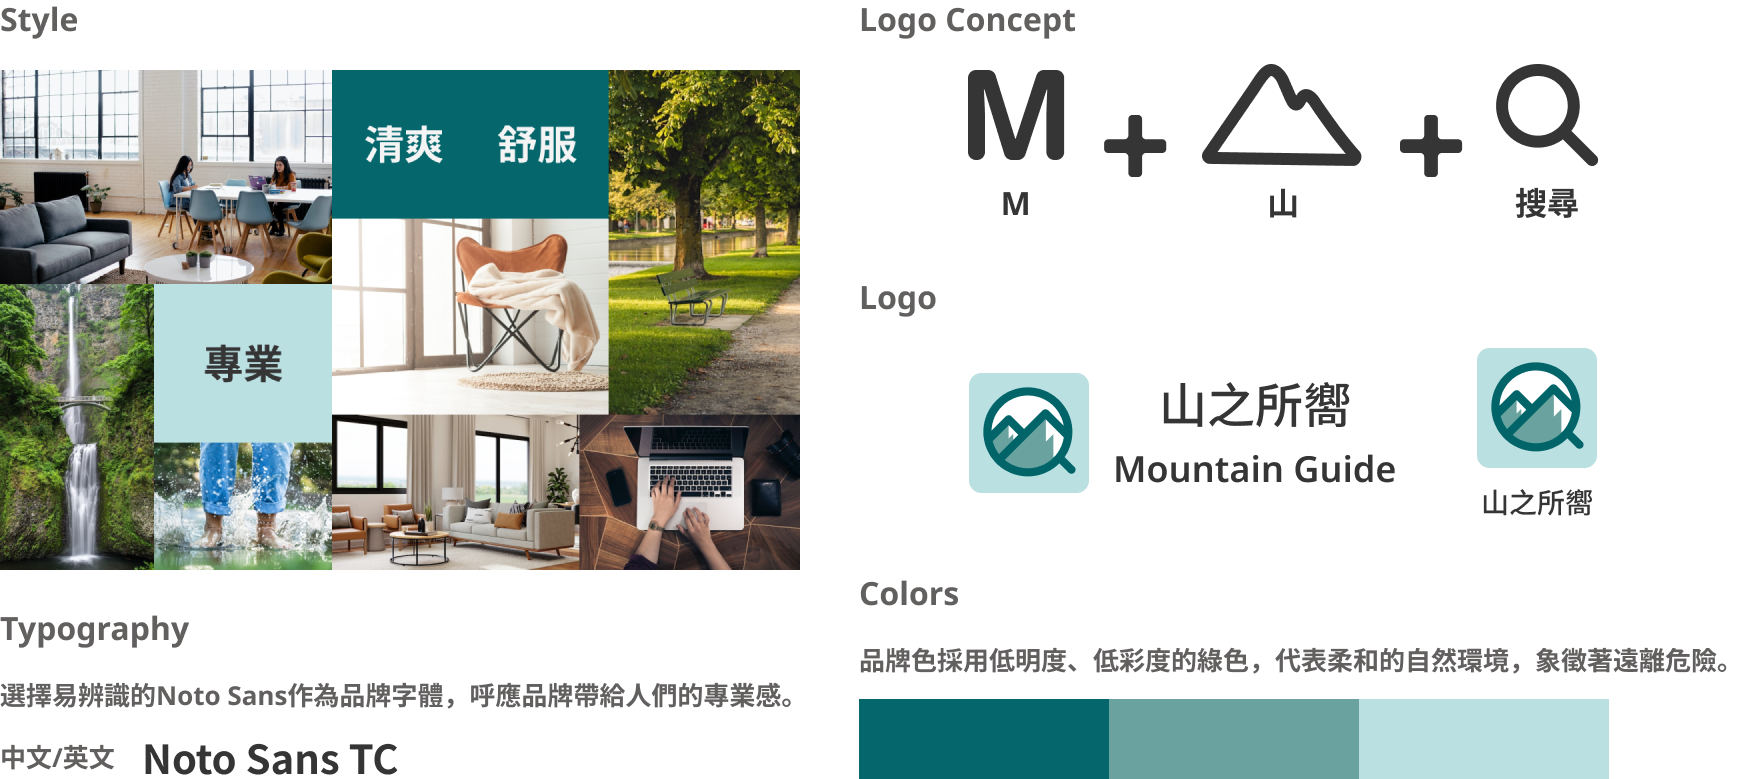 Style
清爽 舒服
專業
Typography
選擇易辨識的Noto Sans作為品牌字體，呼應品牌帶給人們的專業感。
中文/英文 Noto Sans TC
Logo Concept
M + +
M 山 搜尋
Logo
山之所嚮
Mountain Guide
山之所嚮
Colors
品牌色採用低明度、低彩度的綠色，代表柔和的自然環境，象徵著遠離危險。